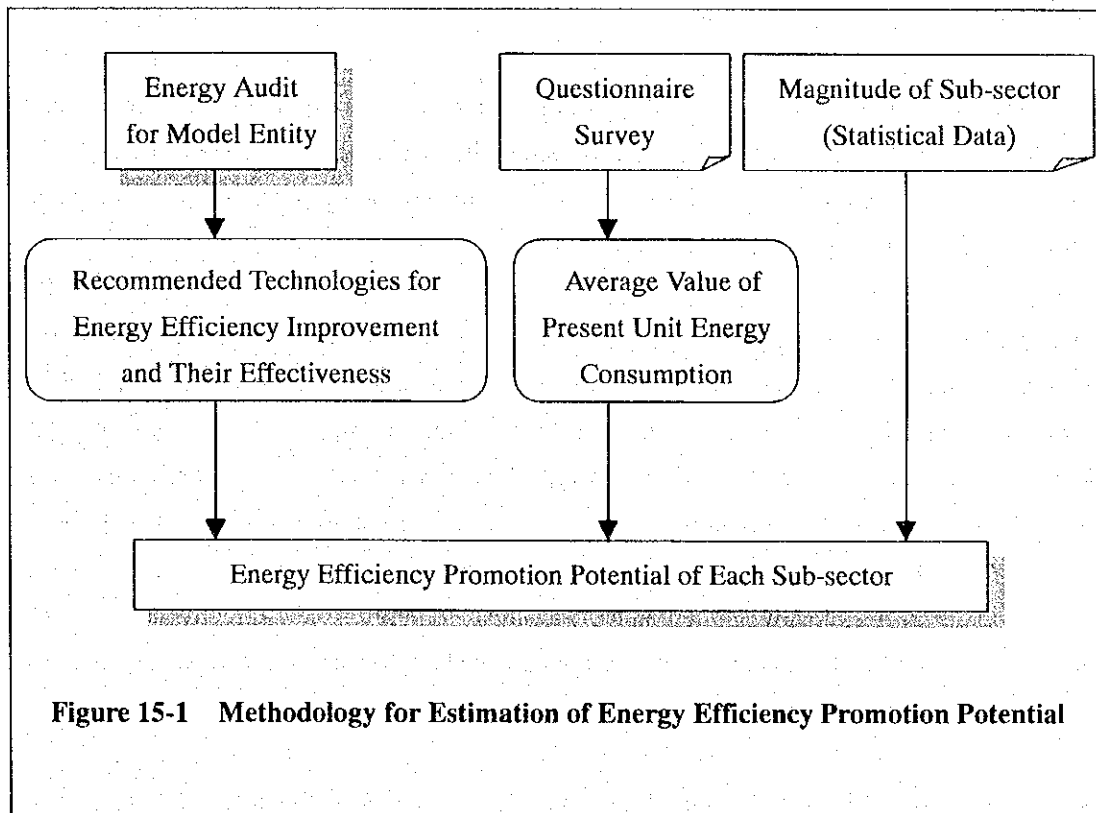 Energy Audit
for Model Entity
Questionnaire
Survey
Magnitude of Sub-sector
(Statistical Data)
Recommended Technologies for
Energy Efficiency Improvement
and Their Effectiveness
Average Value of
Present Unit Energy
Consumption
Energy Efficiency Promotion Potential of Each Sub-sector
Figure 15-1 Methodology for Estimation of Energy Efficiency Promotion Potential